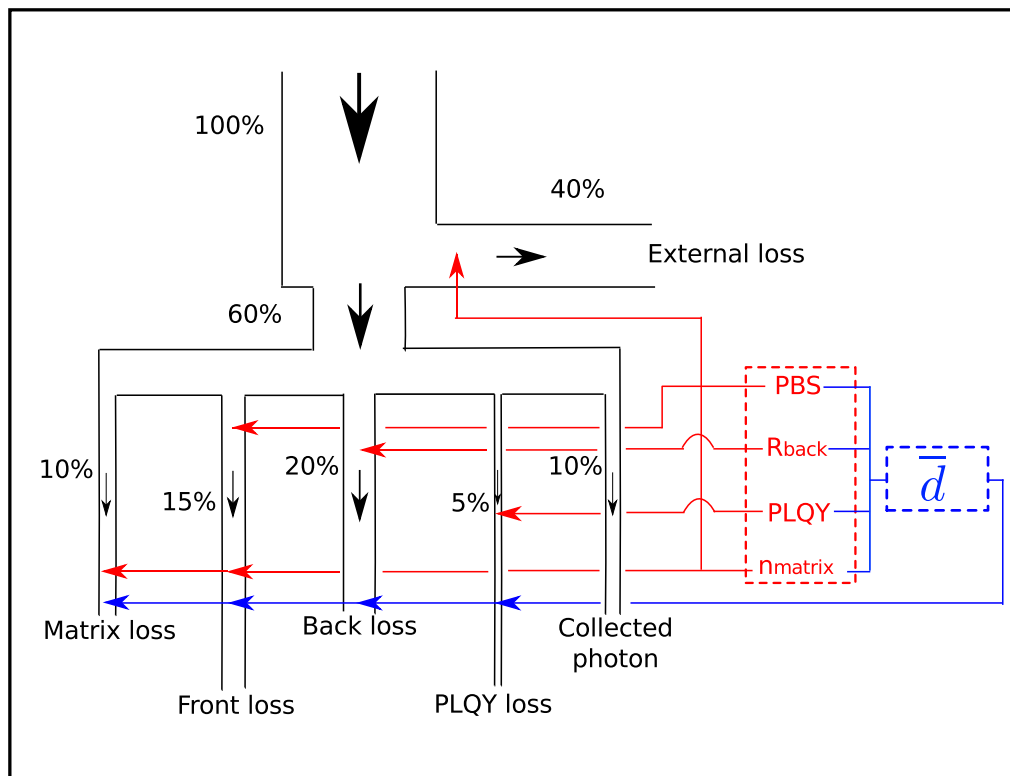 100%
40%
External loss
60%
PBS
Rback
10%
20%
10%
15%
5%
PLQY
d̅
nmatrix
Matrix loss
Back loss
Collected
photon
Front loss
PLQY loss